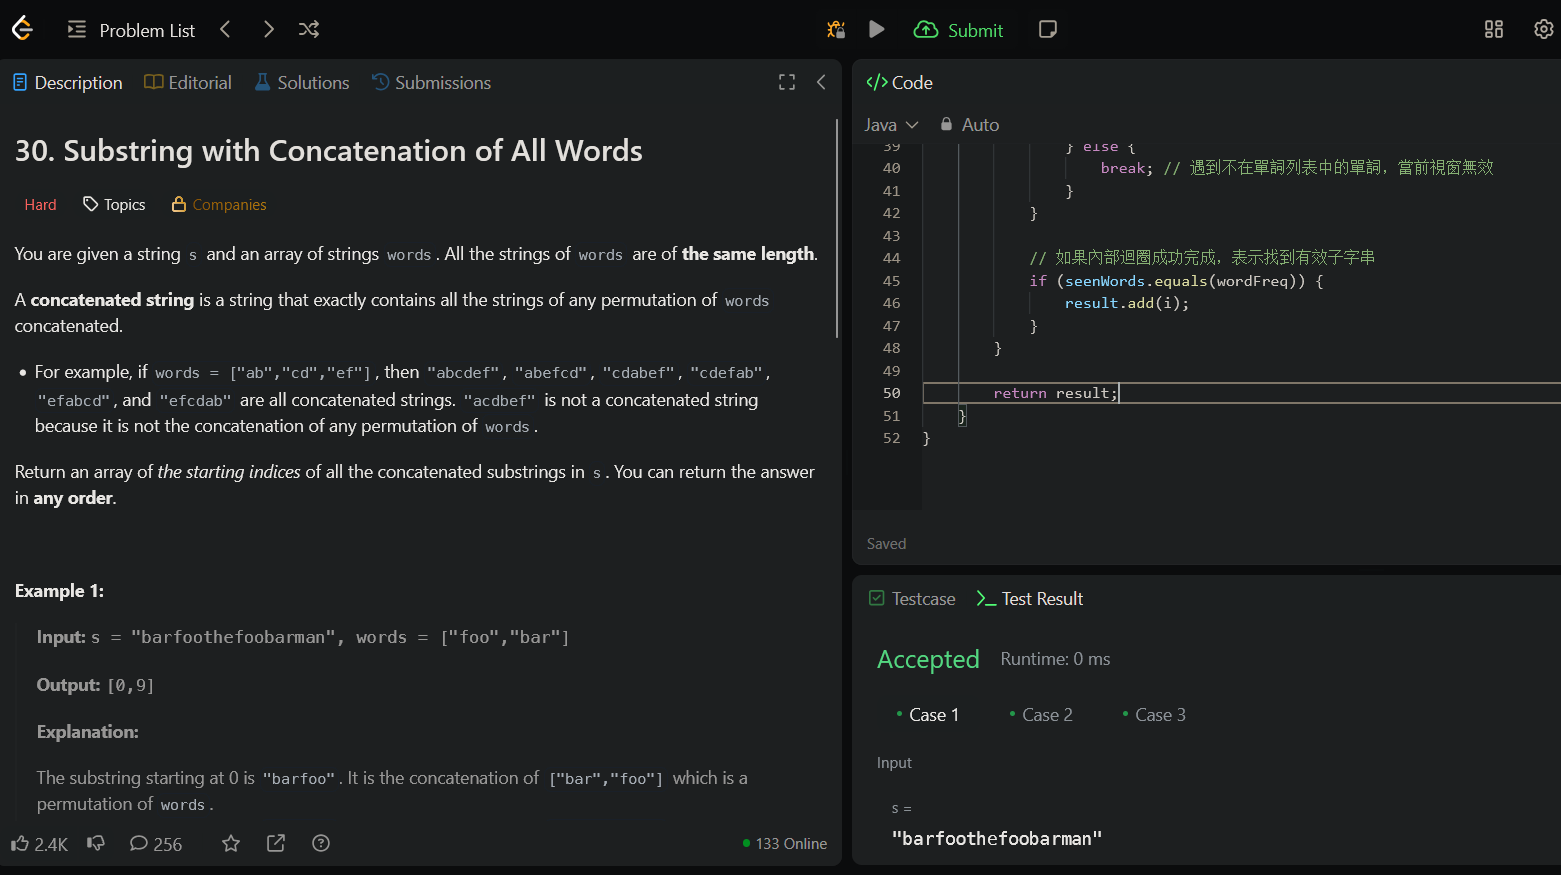 Problem List
Submit
Description
Editorial
Solutions
Submissions
30. Substring with Concatenation of All Words
Hard
Topics
Companies
You are given a string s and an array of strings words. All the strings of words are of the same length.
A concatenated string is a string that exactly contains all the strings of any permutation of words
concatenated.
• For example, if words = ["ab","cd","ef"], then "abcdef", "abefcd", "cdabef", "cdefab",
"efabcd", and "efcdab" are all concatenated strings. "acdbef" is not a concatenated string
because it is not the concatenation of any permutation of words.
Return an array of the starting indices of all the concatenated substrings in s. You can return the answer
in any order.
Example 1:
Input: s = "barfoothefoobarman", words = ["foo","bar"]
Output: [0,9]
Explanation:
The substring starting at 0 is "barfoo". It is the concatenation of ["bar","foo"] which is a
permutation of words.
2.4K
256
133 Online
Code
Java
Auto
39 } else {
40 break; // 遇到不在單詞列表中的單詞，當前視窗無效
41 }
42 }
43
44 // 如果內部迴圈成功完成，表示找到有效子字串
45 if (seenWords.equals(wordFreq)) {
46 result.add(i);
47 }
48 }
49
50 return result;
51 }
52 }
Saved
Testcase
Test Result
Accepted
Runtime: 0 ms
Case 1
Case 2
Case 3
Input
s =
"barfoothefoobarman"